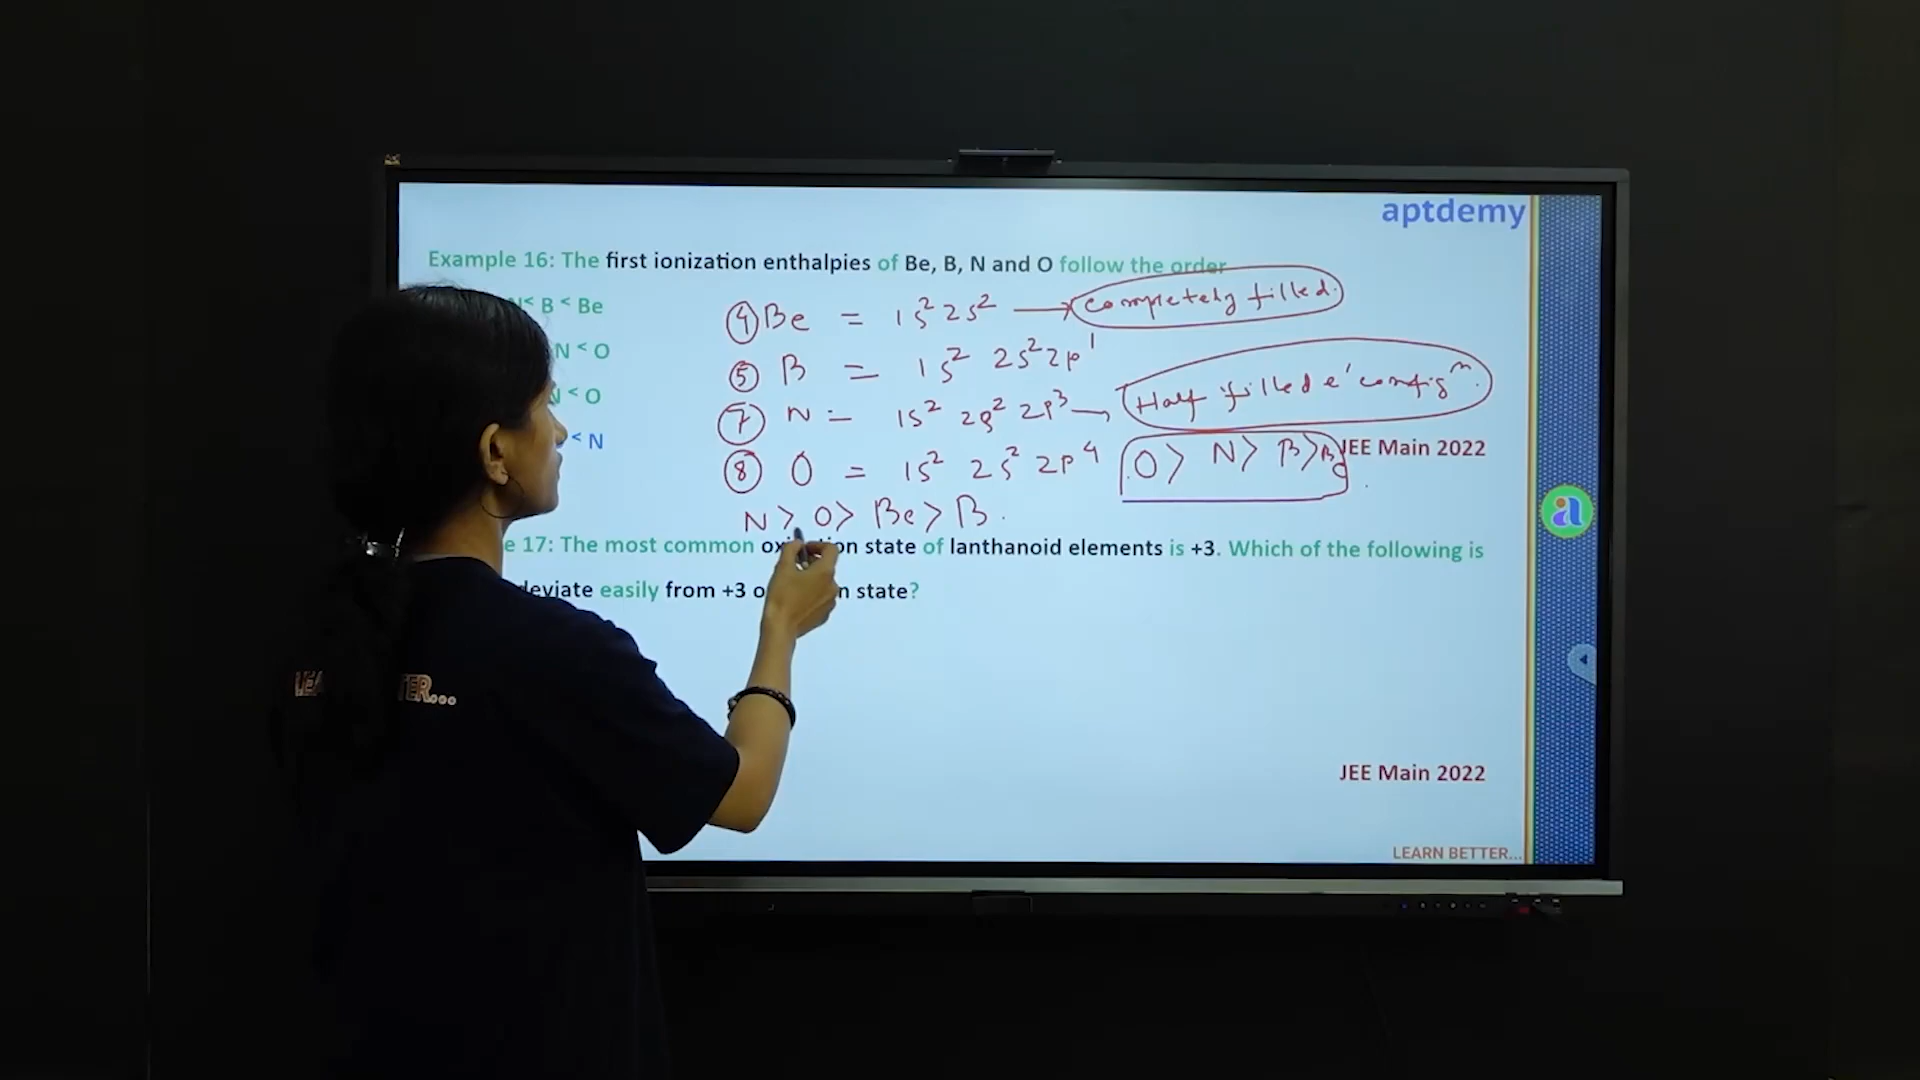 aptdemy
Example 16: The first ionization enthalpies of Be, B, N and O follow the order
< B < Be
④ Be = 1s² 2s² → completely filled.
N < O
⑤ B = 1s² 2s² 2p¹
< O
⑦ N = 1s² 2s² 2p³ → Half filled e⁻ configⁿ.
< N
JEE Main 2022
⑧ O = 1s² 2s² 2p⁴ O > N > B > Be
N > O > Be > B.
e 17: The most common state of lanthanoid elements is +3. Which of the following is
deviate easily from +3 state?
TER...
JEE Main 2022
LEARN BETTER...